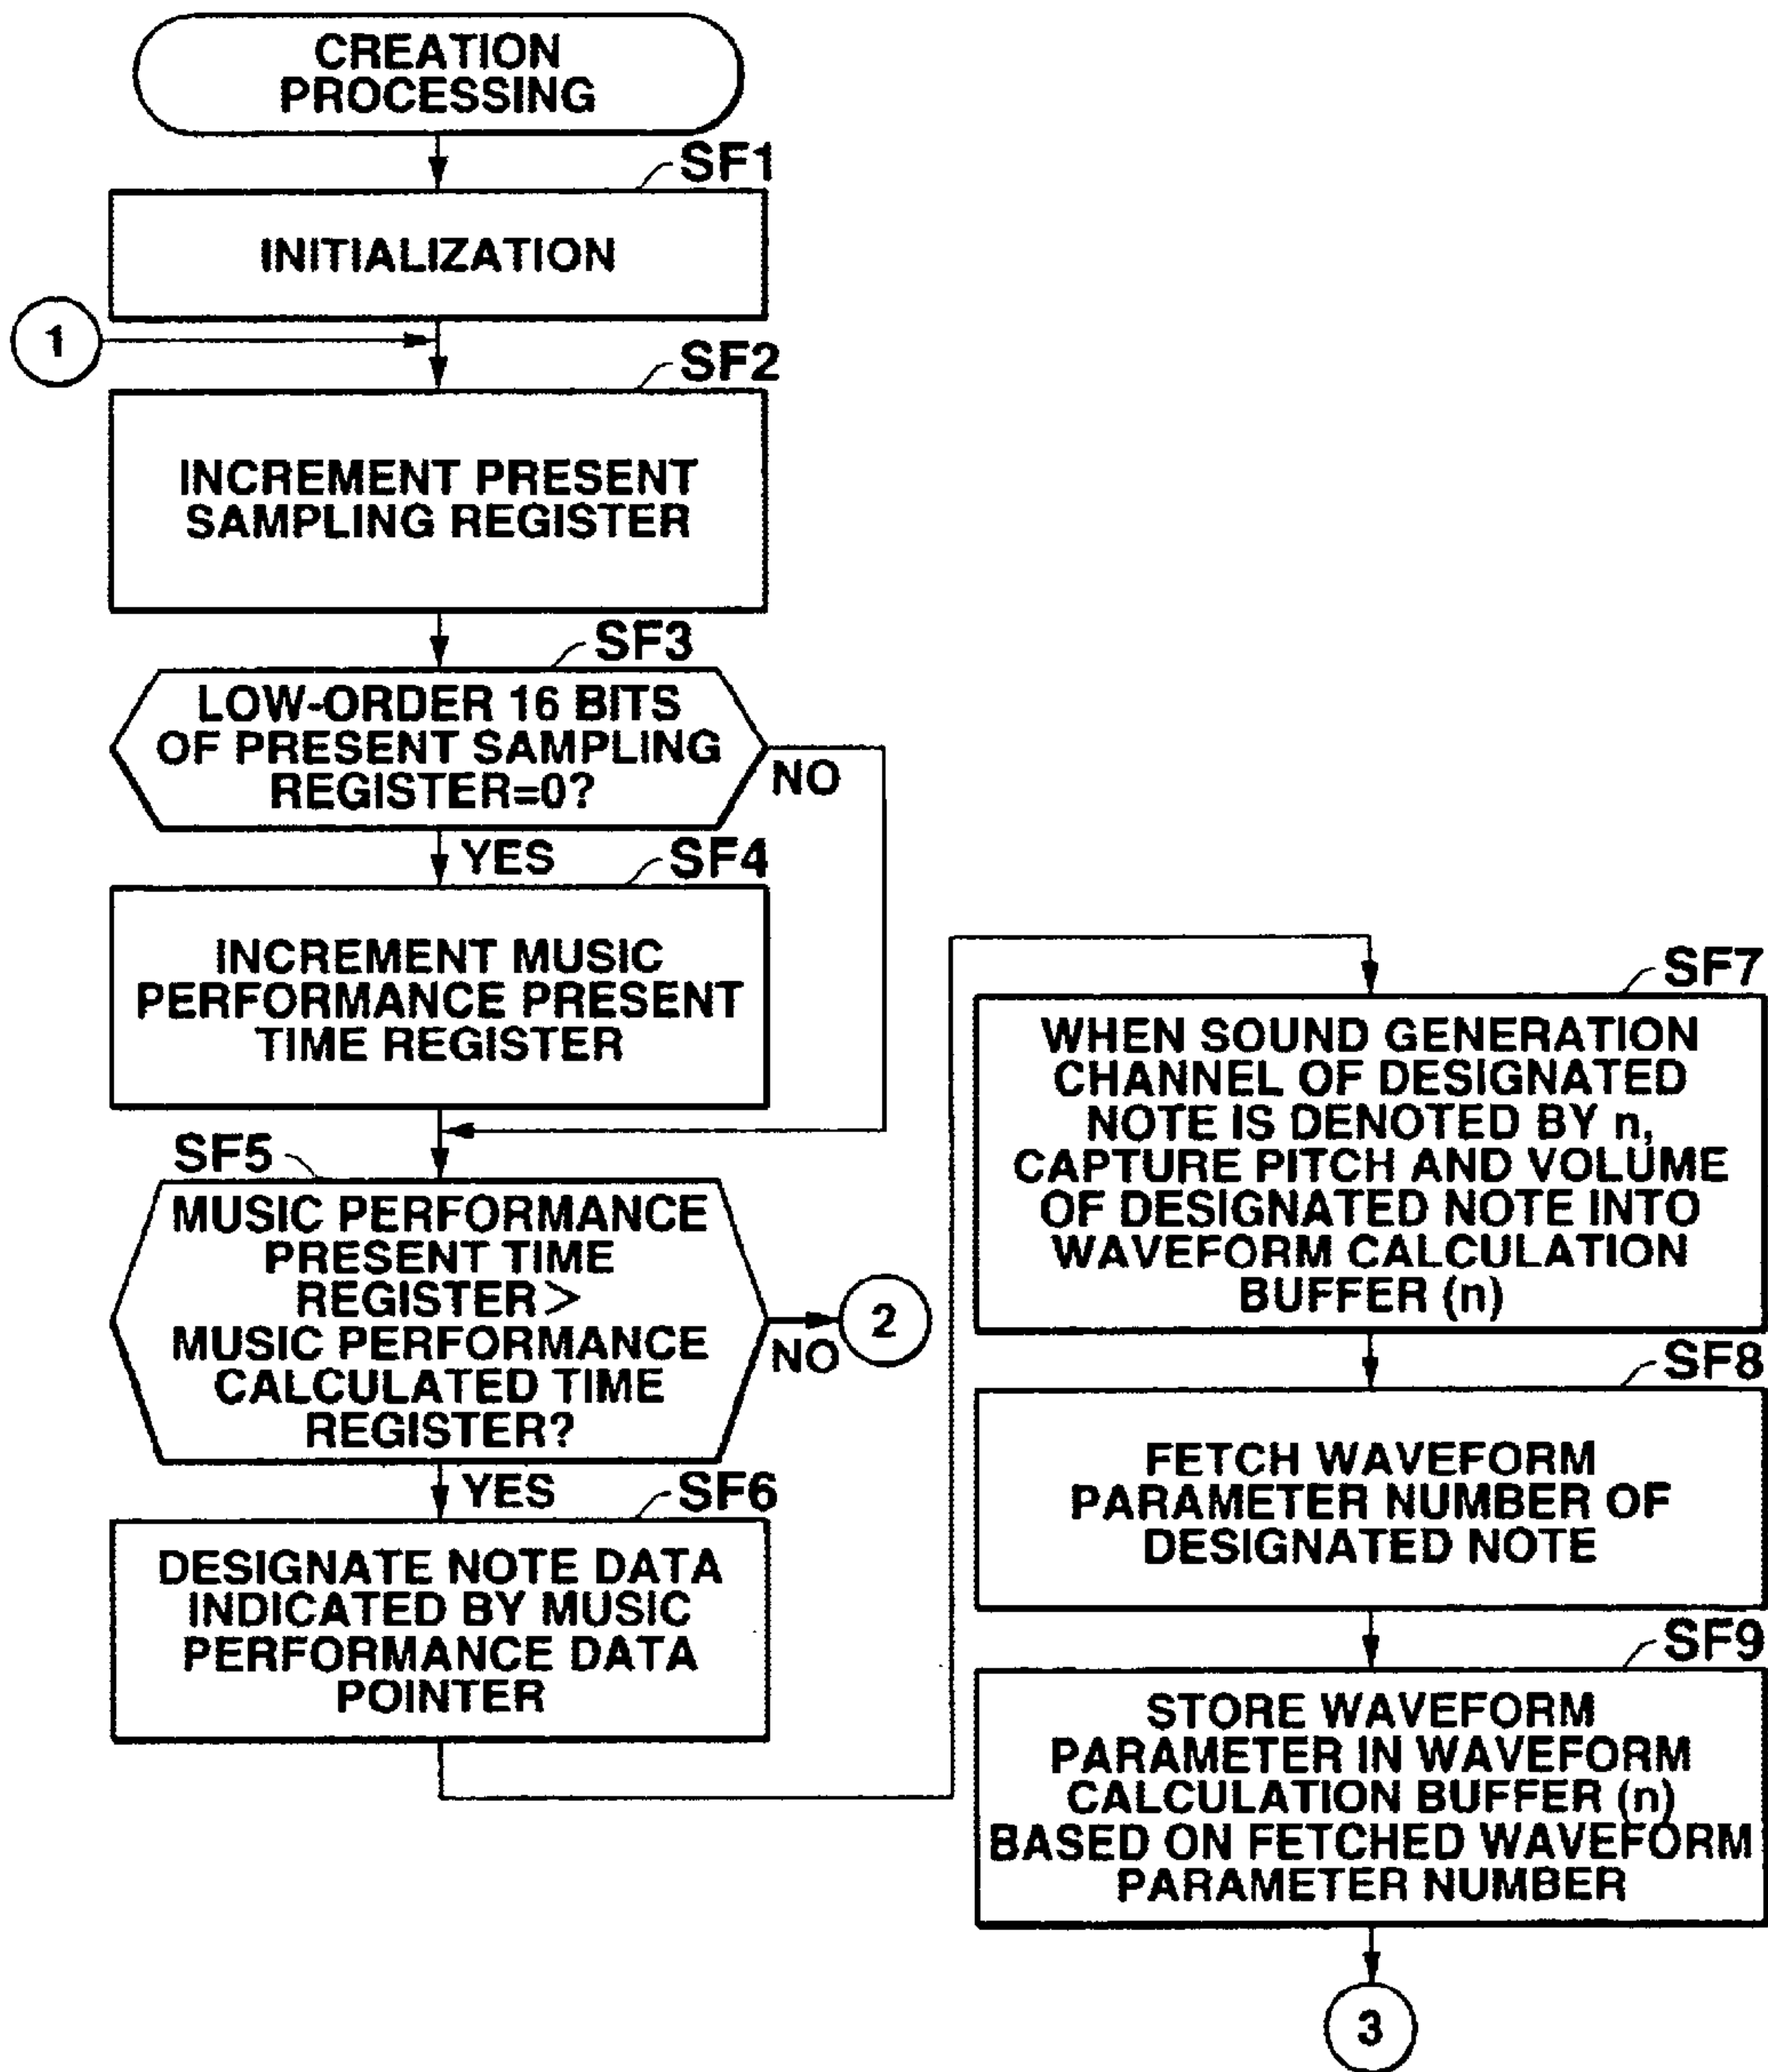 CREATION
PROCESSING
SF1
INITIALIZATION
1
SF2
INCREMENT PRESENT
SAMPLING REGISTER
SF3
LOW-ORDER 16 BITS
OF PRESENT SAMPLING
REGISTER=0?
NO
YES
SF4
INCREMENT MUSIC
PERFORMANCE PRESENT
TIME REGISTER
SF5
MUSIC PERFORMANCE
PRESENT TIME
REGISTER>
MUSIC PERFORMANCE
CALCULATED TIME
REGISTER?
NO
2
YES
SF6
DESIGNATE NOTE DATA
INDICATED BY MUSIC
PERFORMANCE DATA
POINTER
SF7
WHEN SOUND GENERATION
CHANNEL OF DESIGNATED
NOTE IS DENOTED BY n,
CAPTURE PITCH AND VOLUME
OF DESIGNATED NOTE INTO
WAVEFORM CALCULATION
BUFFER (n)
SF8
FETCH WAVEFORM
PARAMETER NUMBER OF
DESIGNATED NOTE
SF9
STORE WAVEFORM
PARAMETER IN WAVEFORM
CALCULATION BUFFER (n)
BASED ON FETCHED WAVEFORM
PARAMETER NUMBER
3